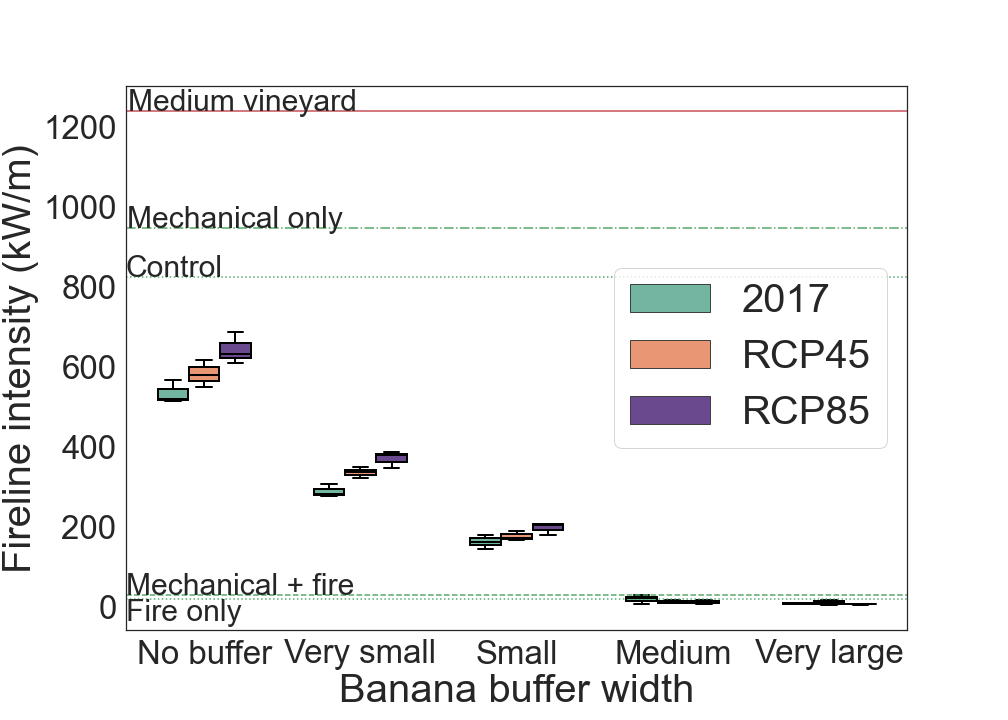 Medium vineyard
1200
1000
Mechanical only
Control
800
2017
600
RCP45
RCP85
400
200
Mechanical + fire
0
Fire only
Fireline intensity (kW/m)
No buffer
Very small
Small
Medium
Very large
Banana buffer width